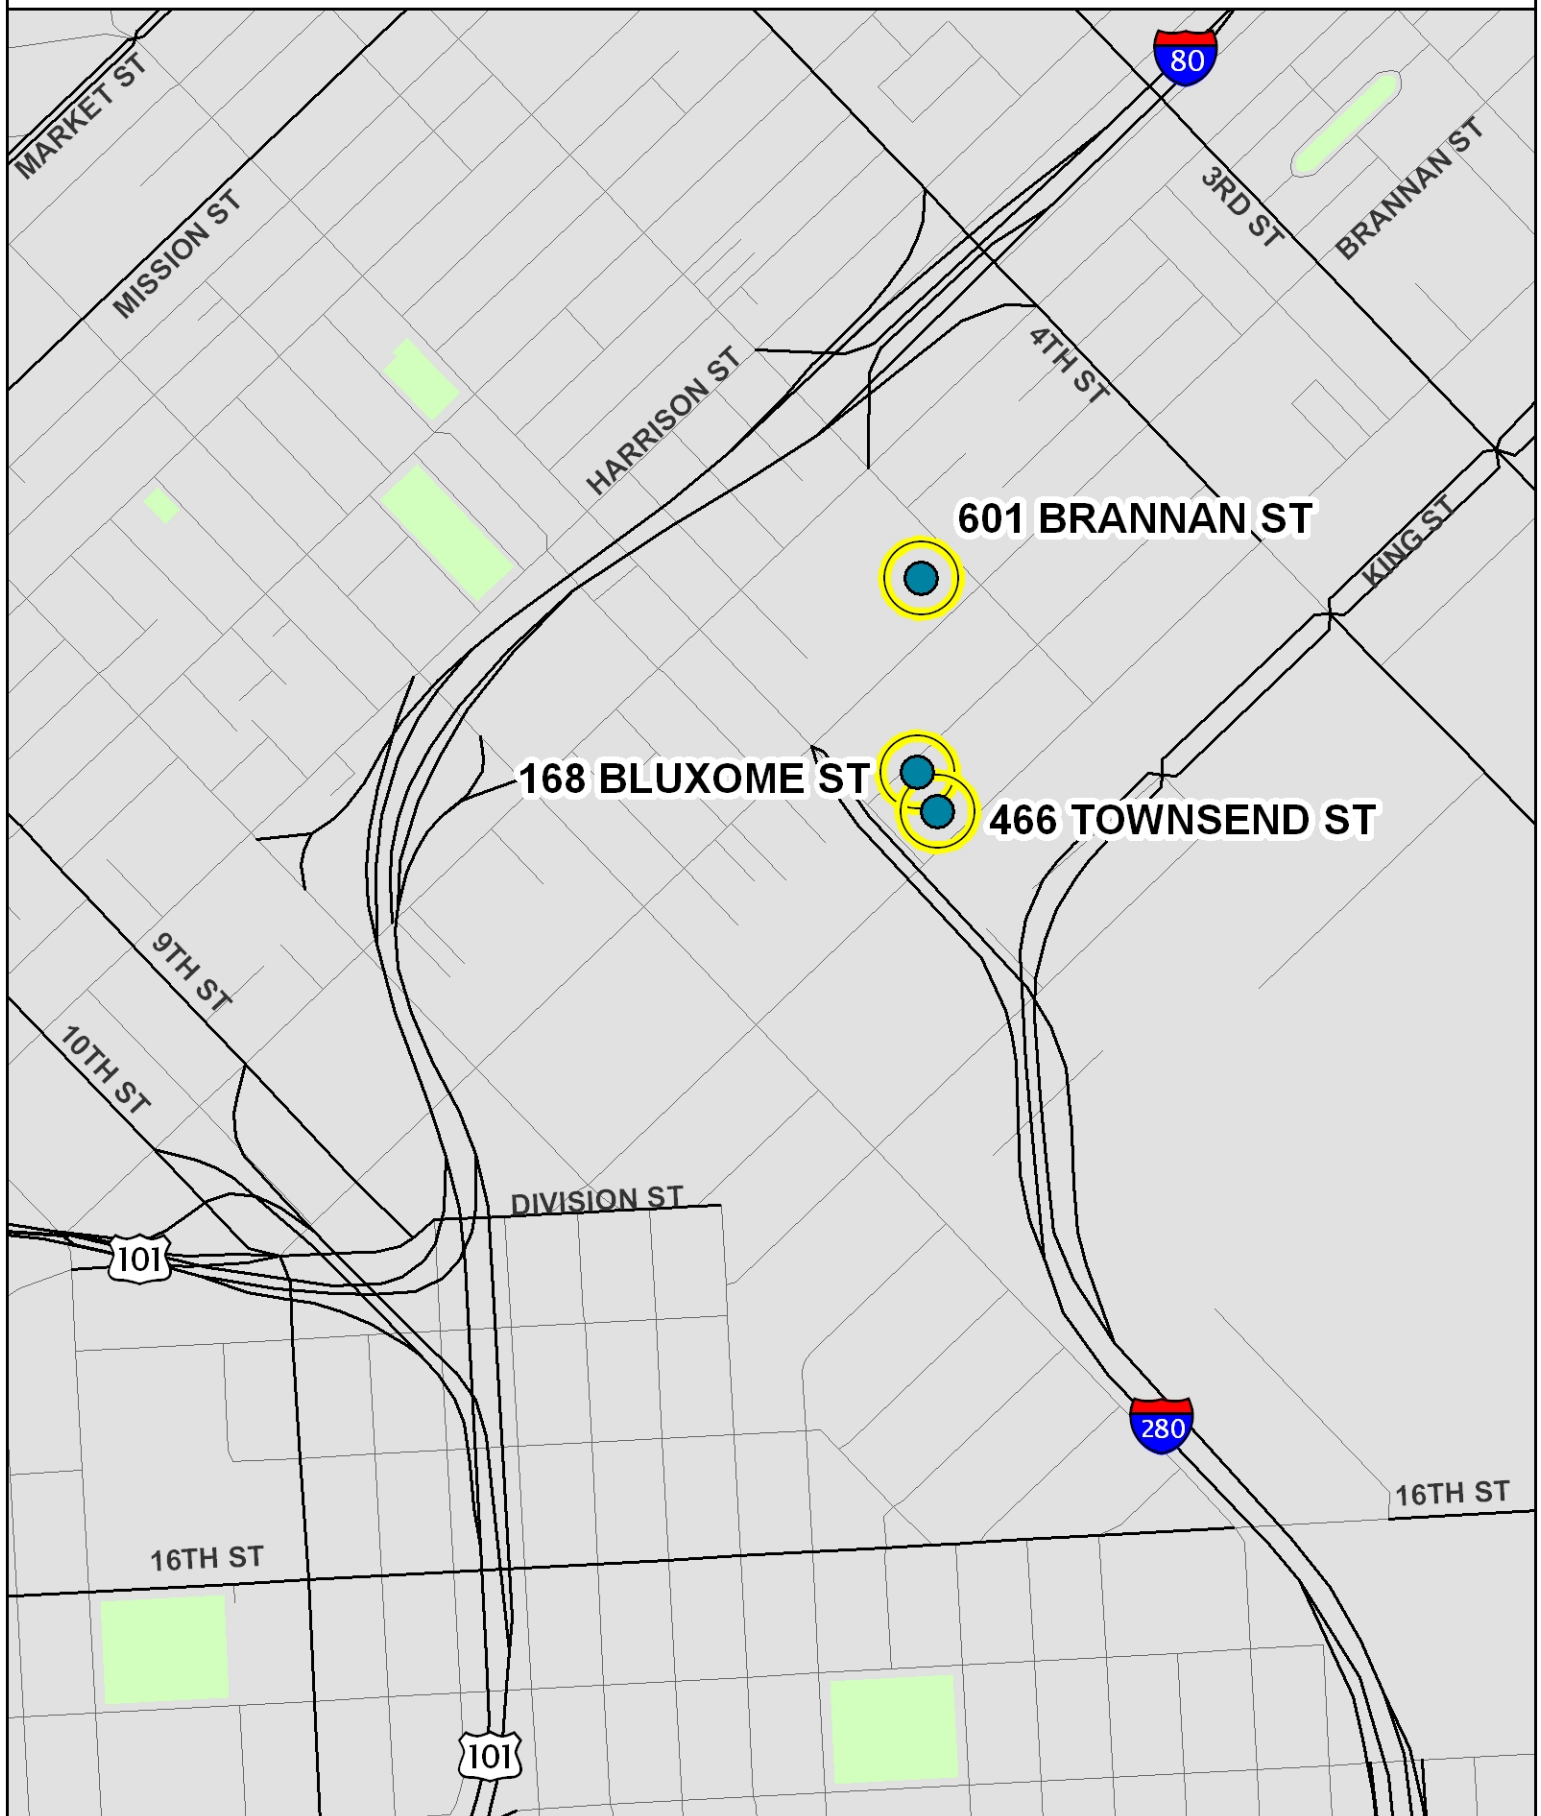 80
MARKET ST
MISSION ST
3RD ST
BRANNAN ST
4TH ST
HARRISON ST
601 BRANNAN ST
KING ST
168 BLUXOME ST
466 TOWNSEND ST
9TH ST
10TH ST
DIVISION ST
101
280
16TH ST
16TH ST
101